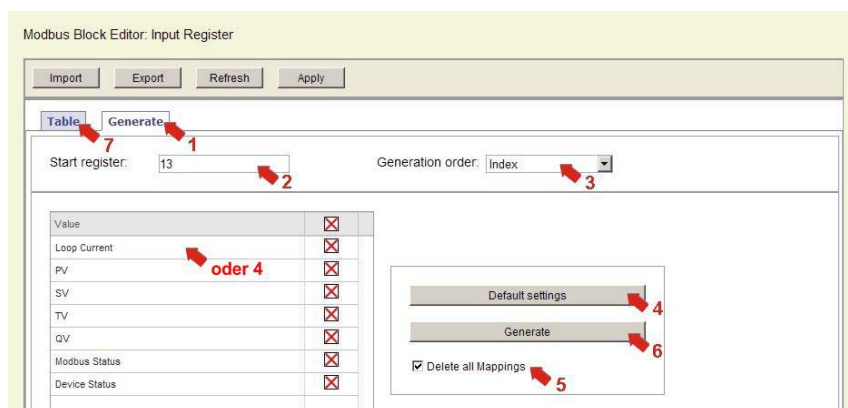 Modbus Block Editor: Input Register
Import Export Refresh Apply
Table Generate
7 1
Start register: 13 Generation order: Index
2 3
Value
Loop Current
oder 4
PV
SV
TV
QV
Modbus Status
Device Status
Default settings
4
Generate
6
Delete all Mappings
5